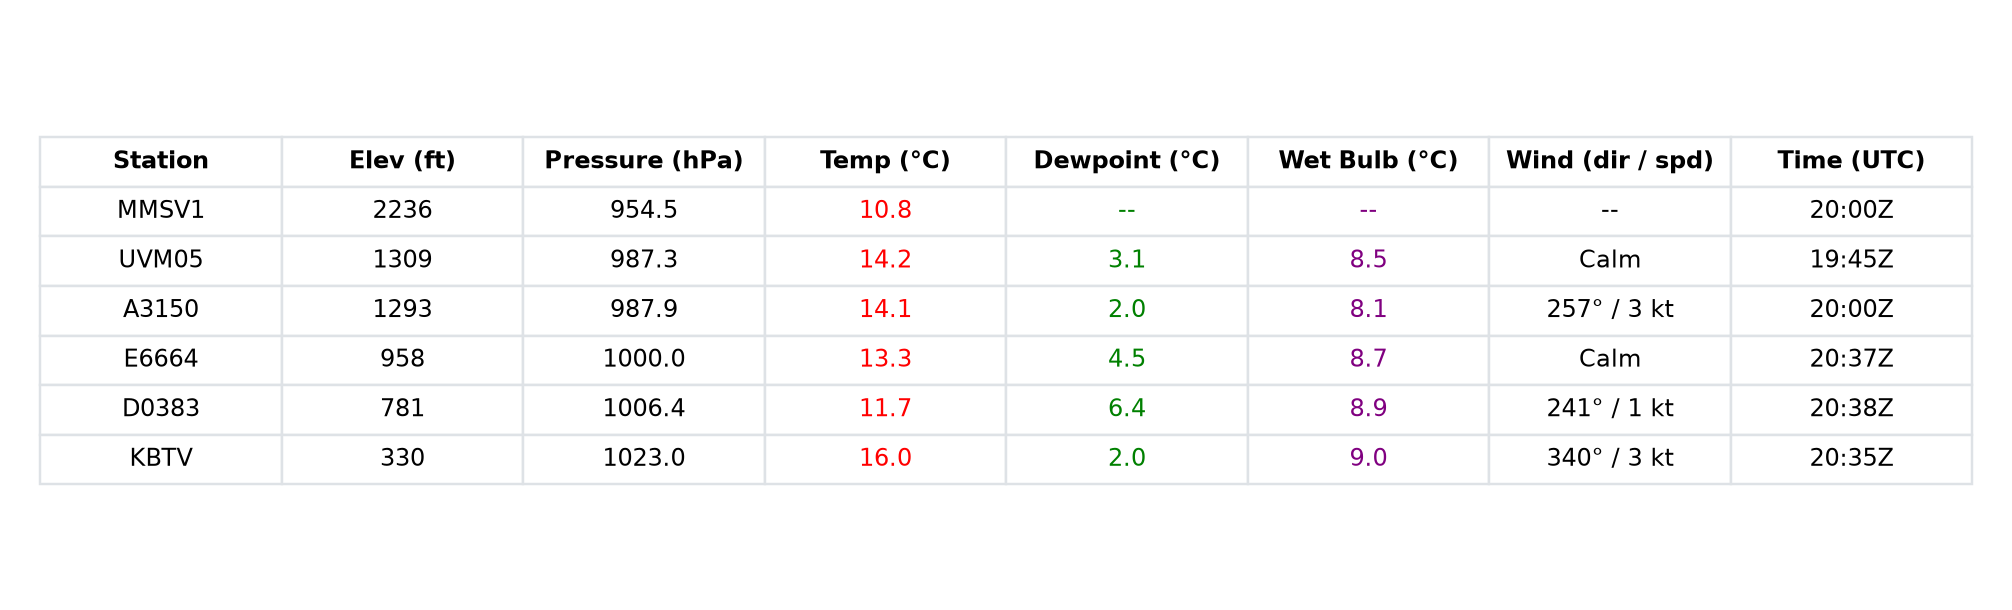 Station Elev (ft) Pressure (hPa) Temp (°C) Dewpoint (°C) Wet Bulb (°C) Wind (dir / spd) Time (UTC)
MMSV1 2236 954.5 10.8 -- -- -- 20:00Z
UVM05 1309 987.3 14.2 3.1 8.5 Calm 19:45Z
A3150 1293 987.9 14.1 2.0 8.1 257° / 3 kt 20:00Z
E6664 958 1000.0 13.3 4.5 8.7 Calm 20:37Z
D0383 781 1006.4 11.7 6.4 8.9 241° / 1 kt 20:38Z
KBTV 330 1023.0 16.0 2.0 9.0 340° / 3 kt 20:35Z